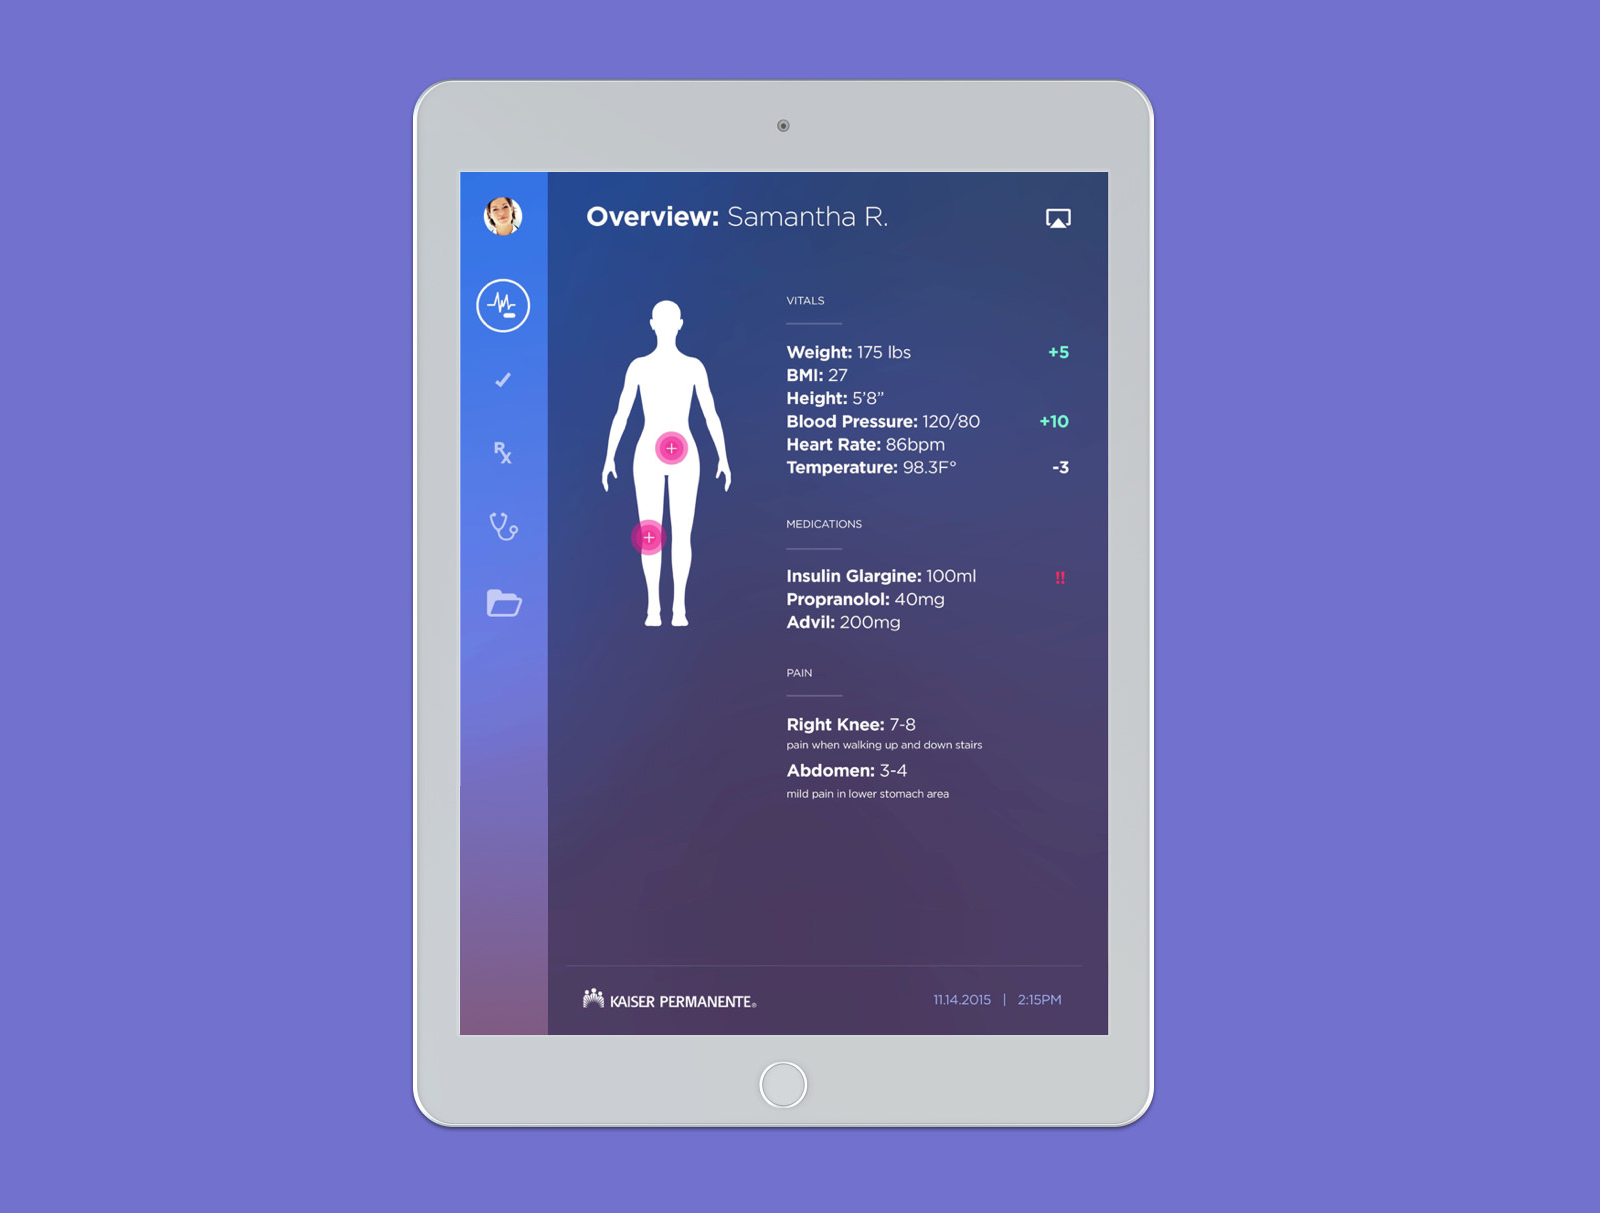 Overview: Samantha R.
VITALS
Weight: 175 lbs +5
BMI: 27
Height: 5'8"
Blood Pressure: 120/80 +10
Heart Rate: 86bpm
Temperature: 98.3F° -3
MEDICATIONS
Insulin Glargine: 100ml !!
Propranolol: 40mg
Advil: 200mg
PAIN
Right Knee: 7-8
pain when walking up and down stairs
Abdomen: 3-4
mild pain in lower stomach area
Rx
KAISER PERMANENTE®
11.14.2015 | 2:15PM